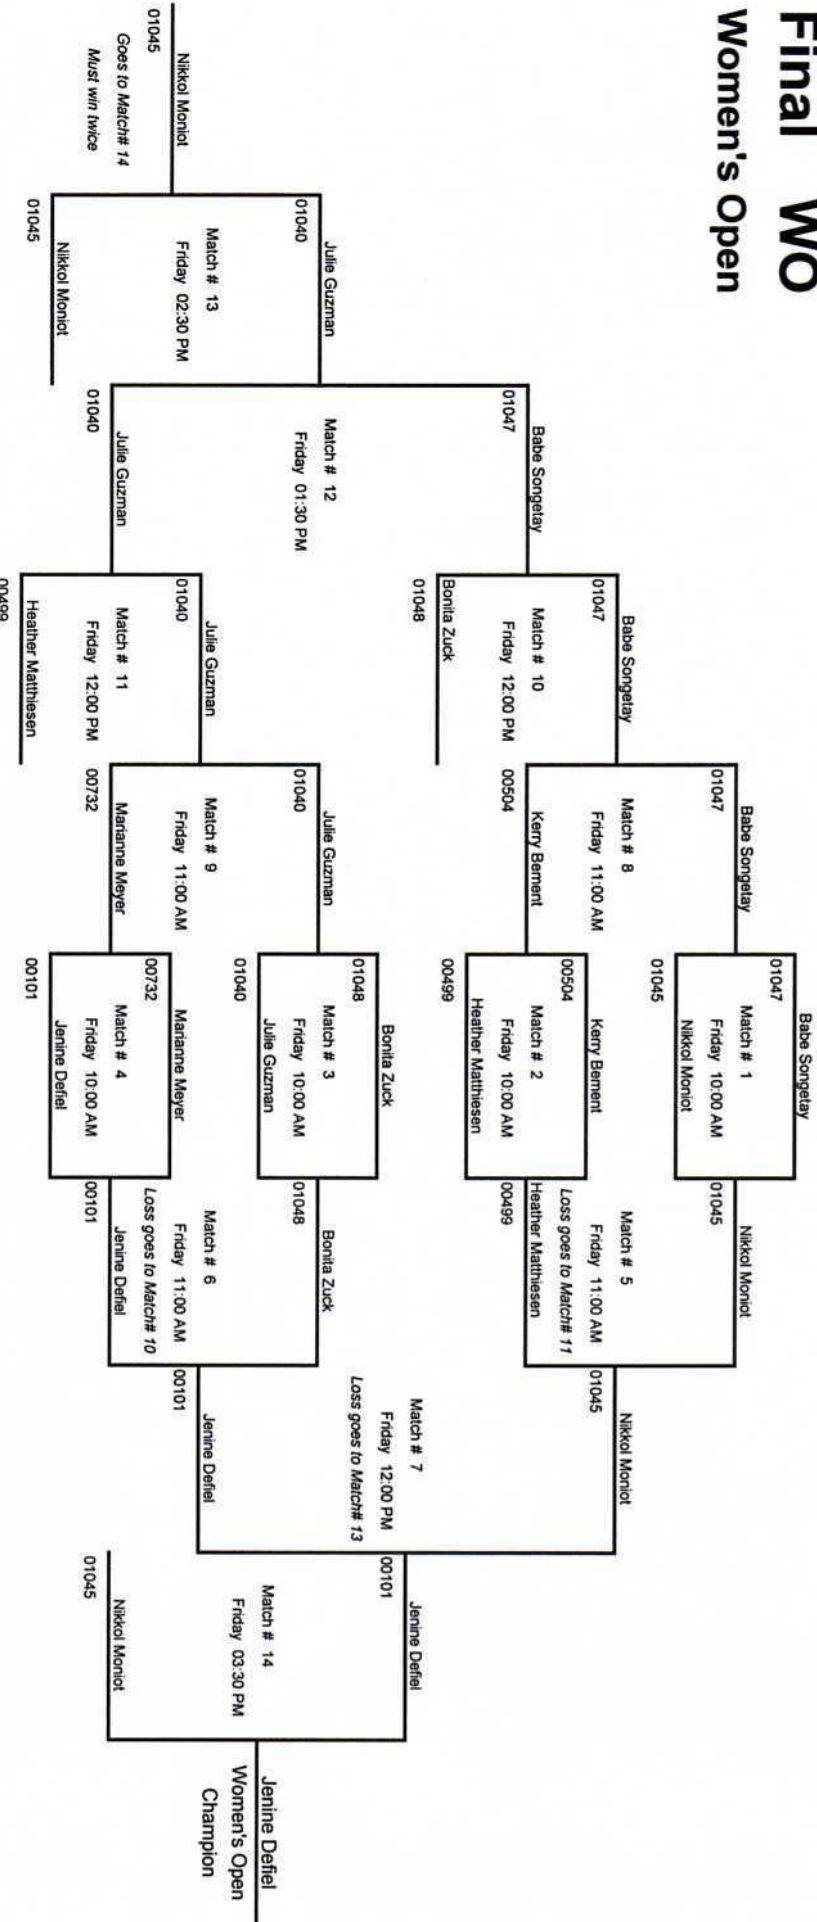 Final WO
Women's Open
Babe Songetay
01047
Babe Songetay
Match # 1
Nikkol Moniot
01047
Friday 10:00 AM
01045
Nikkol Moniot
01045
Babe Songetay
Match # 8
Match # 5
Nikkol Moniot
01047
Friday 11:00 AM
Friday 11:00 AM
01045
Kerry Bement
00504
Loss goes to Match# 11
Babe Songetay
Match # 10
Kerry Bement
Match # 2
Heather Matthiesen
01047
Friday 12:00 PM
00504
Friday 10:00 AM
00499
Heather Matthiesen
00499
Bonita Zuck
01048
Match # 7
Jenine Defiel
Bonita Zuck
Friday 12:00 PM
00101
01048
Loss goes to Match# 13
Julie Guzman
Match # 12
Julie Guzman
Match # 3
Bonita Zuck
01040
Friday 01:30 PM
01040
Friday 10:00 AM
01048
Julie Guzman
01040
Match # 14
Jenine Defiel
Friday 03:30 PM
Women's Open
Champion
Match # 13
Julie Guzman
Match # 9
Match # 6
Jenine Defiel
Nikkol Moniot
Friday 02:30 PM
01040
Friday 11:00 AM
Friday 11:00 AM
00101
Marianne Meyer
01045
00732
Loss goes to Match# 10
Goes to Match# 14
Julie Guzman
Match # 11
Marianne Meyer
Match # 4
Jenine Defiel
Nikkol Moniot
Must win twice
01040
Friday 12:00 PM
00732
Friday 10:00 AM
00101
01045
Nikkol Moniot
Jenine Defiel
01045
Heather Matthiesen
00101
00499